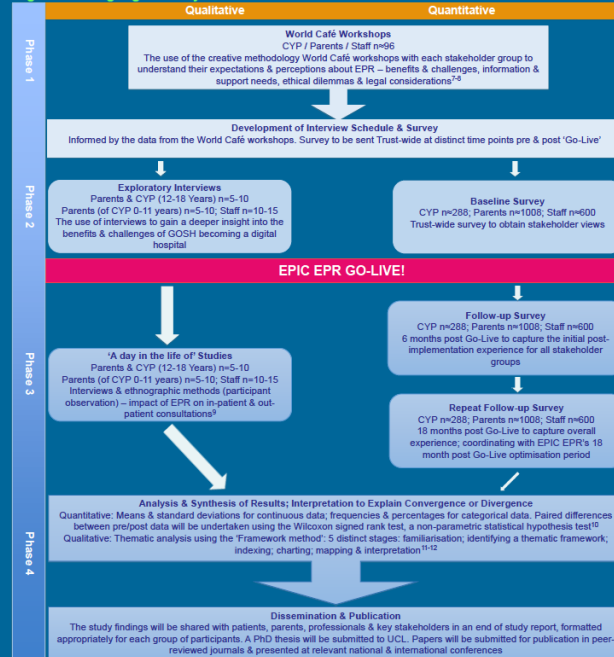 Qualitative
Quantitative
Phase 1
World Café Workshops
CYP / Parents / Staff n≈96
The use of the creative methodology World Café workshops with each stakeholder group to
understand their expectations & perceptions about EPR – benefits & challenges, information &
support needs, ethical dilemmas & legal considerations7-8
Development of Interview Schedule & Survey
Informed by the data from the World Café workshops. Survey to be sent Trust-wide at distinct time points pre & post ‘Go-Live’
Phase 2
Exploratory Interviews
Parents & CYP (12-18 Years) n=5-10
Parents (of CYP 0-11 years) n=5-10; Staff n=10-15
The use of interviews to gain a deeper insight into the
benefits & challenges of GOSH becoming a digital
hospital
Baseline Survey
CYP n≈288; Parents n≈1008; Staff n≈600
Trust-wide survey to obtain stakeholder views
EPIC EPR GO-LIVE!
Phase 3
‘A day in the life of’ Studies
Parents & CYP (12-18 Years) n=5-10
Parents (of CYP 0-11 years) n=5-10; Staff n=10-15
Interviews & ethnographic methods (participant
observation) – impact of EPR on in-patient & out-
patient consultations9
Follow-up Survey
CYP n≈288; Parents n≈1008; Staff n≈600
6 months post Go-Live to capture the initial post-
implementation experience for all stakeholder
groups
Repeat Follow-up Survey
CYP n≈288; Parents n≈1008; Staff n≈600
18 months post Go-Live to capture overall
experience; coordinating with EPIC EPR's 18
month post Go-Live optimisation period
Phase 4
Analysis & Synthesis of Results; Interpretation to Explain Convergence or Divergence
Quantitative: Means & standard deviations for continuous data; frequencies & percentages for categorical data. Paired differences
between pre/post data will be undertaken using the Wilcoxon signed rank test, a non-parametric statistical hypothesis test10
Qualitative: Thematic analysis using the ‘Framework method’: 5 distinct stages: familiarisation; identifying a thematic framework;
indexing; charting; mapping & interpretation11-12
Dissemination & Publication
The study findings will be shared with patients, parents, professionals & key stakeholders in an end of study report, formatted
appropriately for each group of participants. A PhD thesis will be submitted to UCL. Papers will be submitted for publication in peer-
reviewed journals & presented at relevant national & international conferences